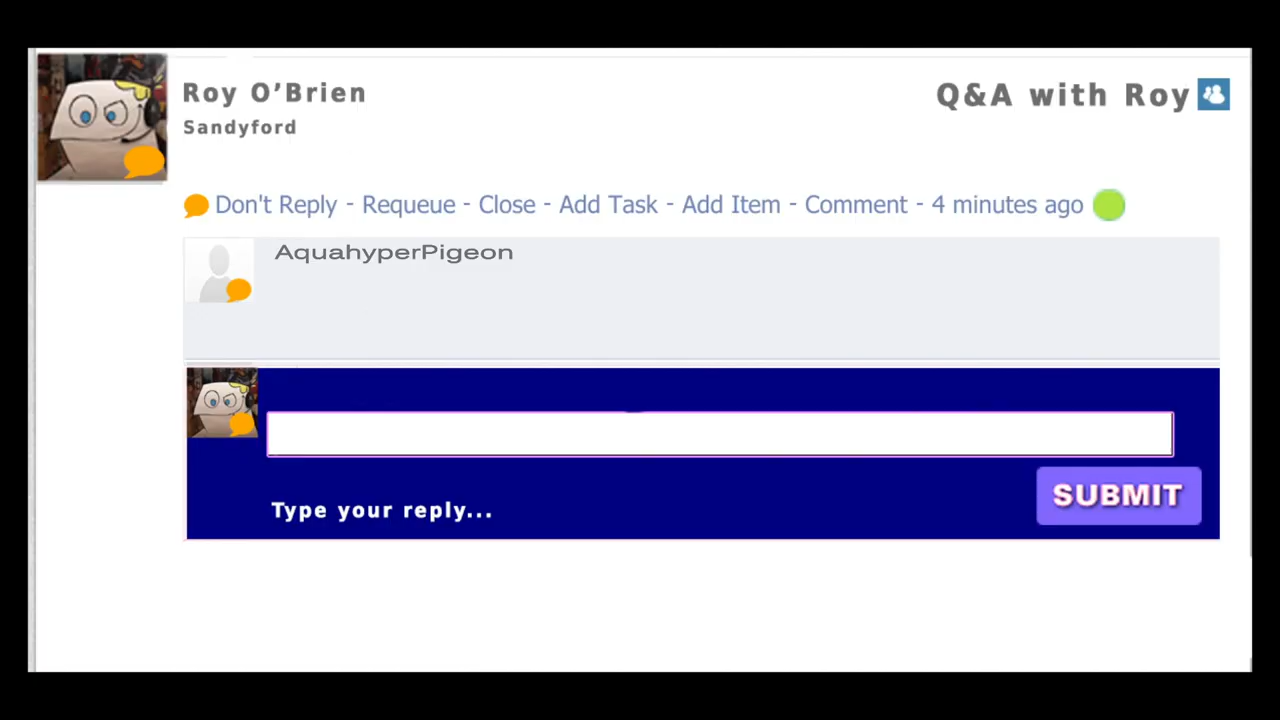 Roy O’Brien
Q&A with Roy
Sandyford
Don't Reply - Requeue - Close - Add Task - Add Item - Comment - 4 minutes ago
AquahyperPigeon
Type your reply...
SUBMIT